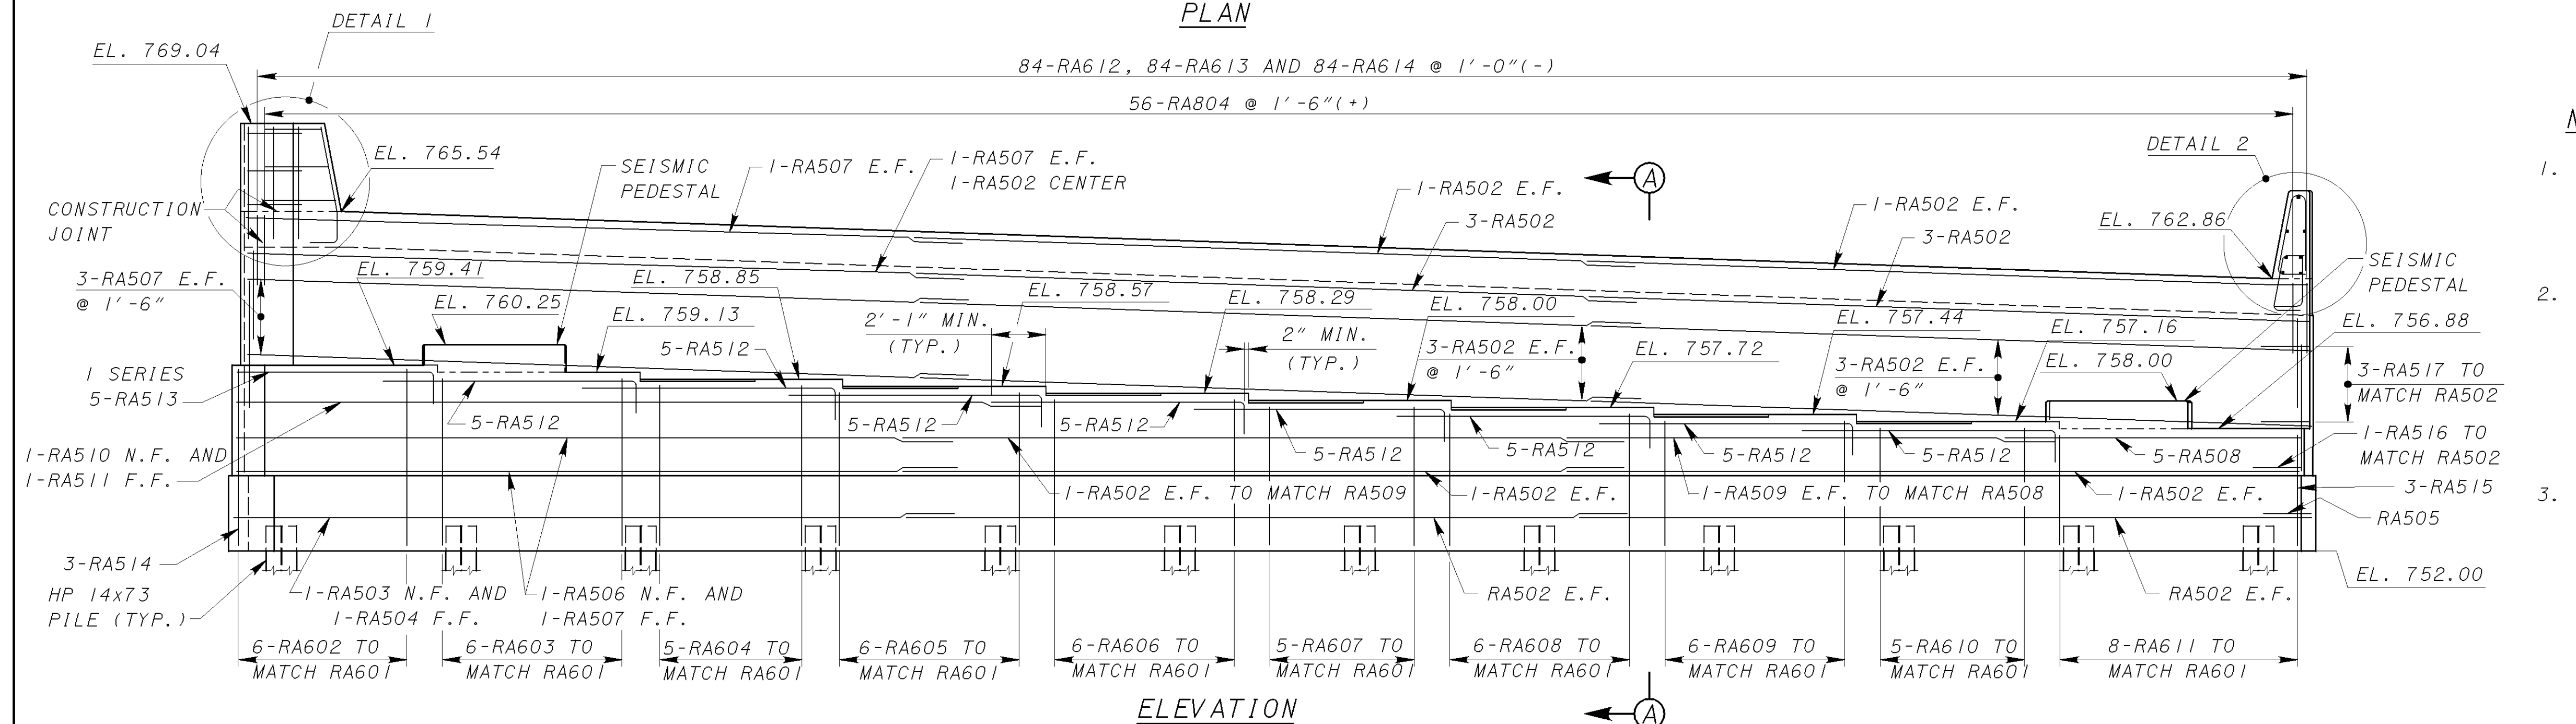 PLAN
DETAIL 1
EL. 769.04
84-RA612, 84-RA613 AND 84-RA614 @ 1'-0"(-)
56-RA804 @ 1'-6"(+)
N
1.
2.
3.
EL. 765.54
SEISMIC
PEDESTAL
1-RA507 E.F.
1-RA507 E.F.
1-RA502 CENTER
A
DETAIL 2
CONSTRUCTION
JOINT
1-RA502 E.F.
3-RA502
1-RA502 E.F.
3-RA502
EL. 762.86
SEISMIC
PEDESTAL
3-RA507 E.F.
@ 1'-6"
EL. 759.41
EL. 760.25
EL. 759.13
EL. 758.85
EL. 758.57
EL. 758.29
EL. 758.00
EL. 757.72
EL. 757.44
EL. 757.16
EL. 756.88
EL. 758.00
2'-1" MIN.
(TYP.)
2" MIN.
(TYP.)
3-RA502 E.F.
@ 1'-6"
3-RA502 E.F.
@ 1'-6"
3-RA517 TO
MATCH RA502
1 SERIES
5-RA513
5-RA512
5-RA512
5-RA512
5-RA512
5-RA512
5-RA512
5-RA512
5-RA512
5-RA508
1-RA516 TO
MATCH RA502
1-RA510 N.F. AND
1-RA511 F.F.
1-RA502 E.F. TO MATCH RA509
1-RA502 E.F.
1-RA509 E.F. TO MATCH RA508
1-RA502 E.F.
3-RA515
RA505
3-RA514
HP 14x73
PILE (TYP.)
1-RA503 N.F. AND
1-RA504 F.F.
1-RA506 N.F. AND
1-RA507 F.F.
RA502 E.F.
RA502 E.F.
EL. 752.00
6-RA602 TO
MATCH RA601
6-RA603 TO
MATCH RA601
5-RA604 TO
MATCH RA601
6-RA605 TO
MATCH RA601
6-RA606 TO
MATCH RA601
5-RA607 TO
MATCH RA601
6-RA608 TO
MATCH RA601
6-RA609 TO
MATCH RA601
5-RA610 TO
MATCH RA601
8-RA611 TO
MATCH RA601
ELEVATION
A